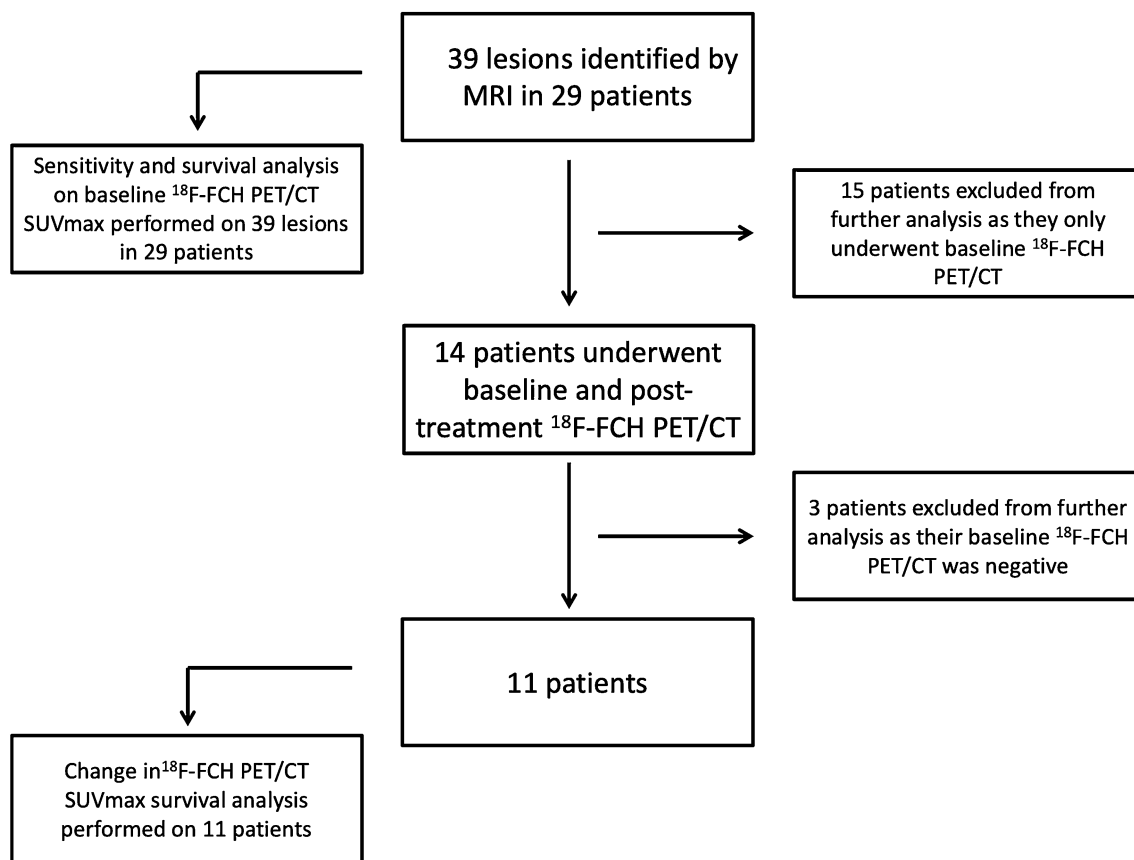 39 lesions identified by
MRI in 29 patients
Sensitivity and survival analysis
on baseline ¹⁸F-FCH PET/CT
SUVmax performed on 39 lesions
in 29 patients
15 patients excluded from
further analysis as they only
underwent baseline ¹⁸F-FCH
PET/CT
14 patients underwent
baseline and post-
treatment ¹⁸F-FCH PET/CT
3 patients excluded from further
analysis as their baseline ¹⁸F-FCH
PET/CT was negative
11 patients
Change in¹⁸F-FCH PET/CT
SUVmax survival analysis
performed on 11 patients